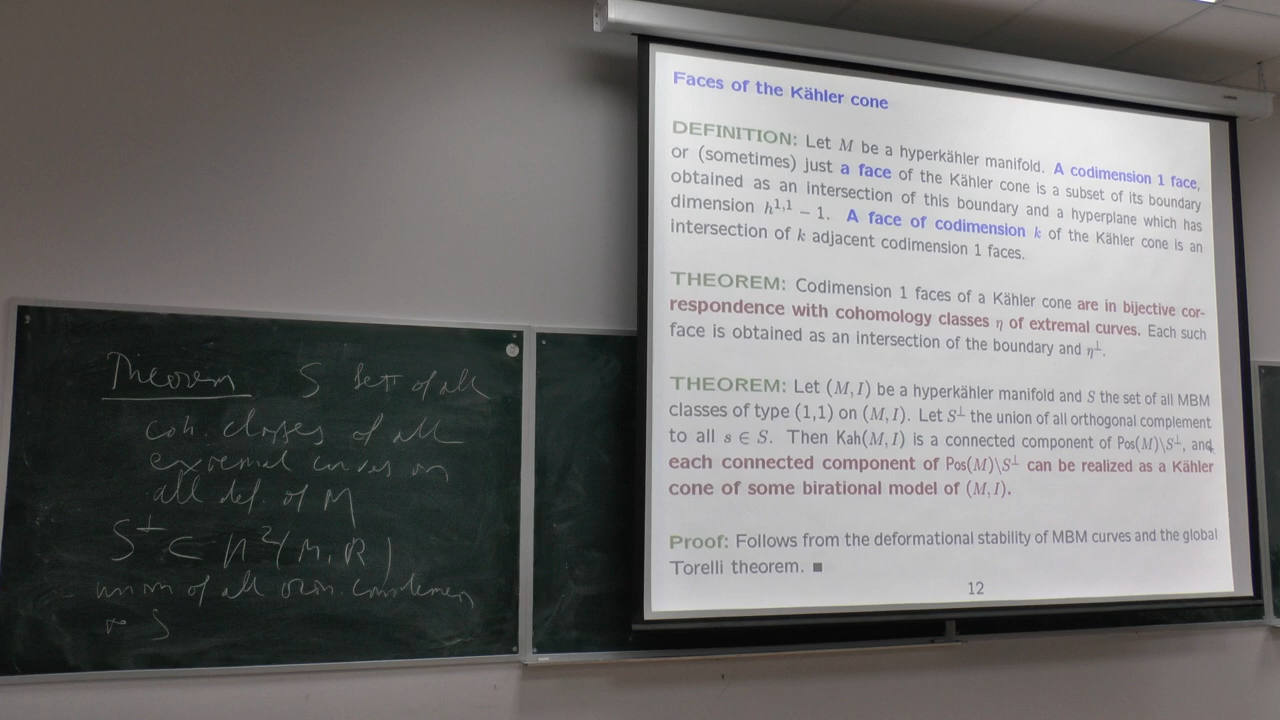 Theorem S set of all
coh. classes of all
extremal curves on
all def. of M
S⊥ ⊂ H²(M, R)
union of all complemen
to S
Faces of the Kähler cone
DEFINITION: Let M be a hyperkähler manifold. A codimension 1 face,
or (sometimes) just a face of the Kähler cone is a subset of its boundary
obtained as an intersection of this boundary and a hyperplane which has
dimension h¹,¹ − 1. A face of codimension k of the Kähler cone is an
intersection of k adjacent codimension 1 faces.
THEOREM: Codimension 1 faces of a Kähler cone are in bijective cor-
respondence with cohomology classes η of extremal curves. Each such
face is obtained as an intersection of the boundary and η⊥.
THEOREM: Let (M, I) be a hyperkähler manifold and S the set of all MBM
classes of type (1,1) on (M, I). Let S⊥ the union of all orthogonal complement
to all s ∈ S. Then Kah(M, I) is a connected component of Pos(M)\S⊥, and
each connected component of Pos(M)\S⊥ can be realized as a Kähler
cone of some birational model of (M, I).
Proof: Follows from the deformational stability of MBM curves and the global
Torelli theorem. ■
12